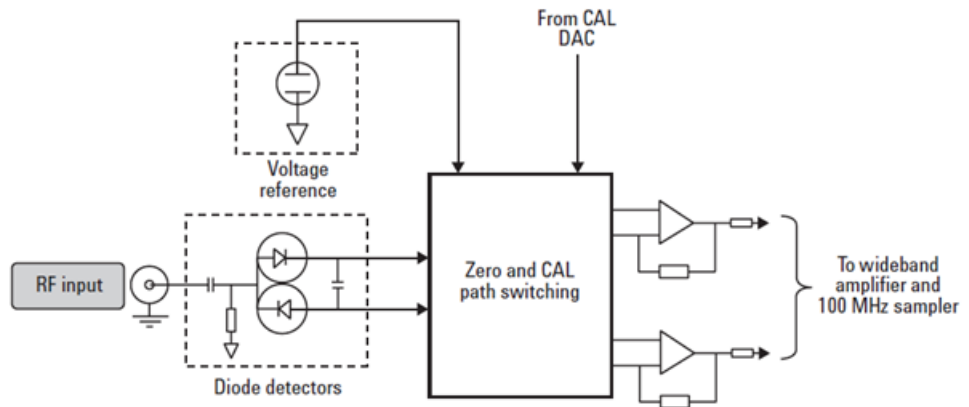 From CAL
DAC
Voltage
reference
RF input
Diode detectors
Zero and CAL
path switching
To wideband
amplifier and
100 MHz sampler